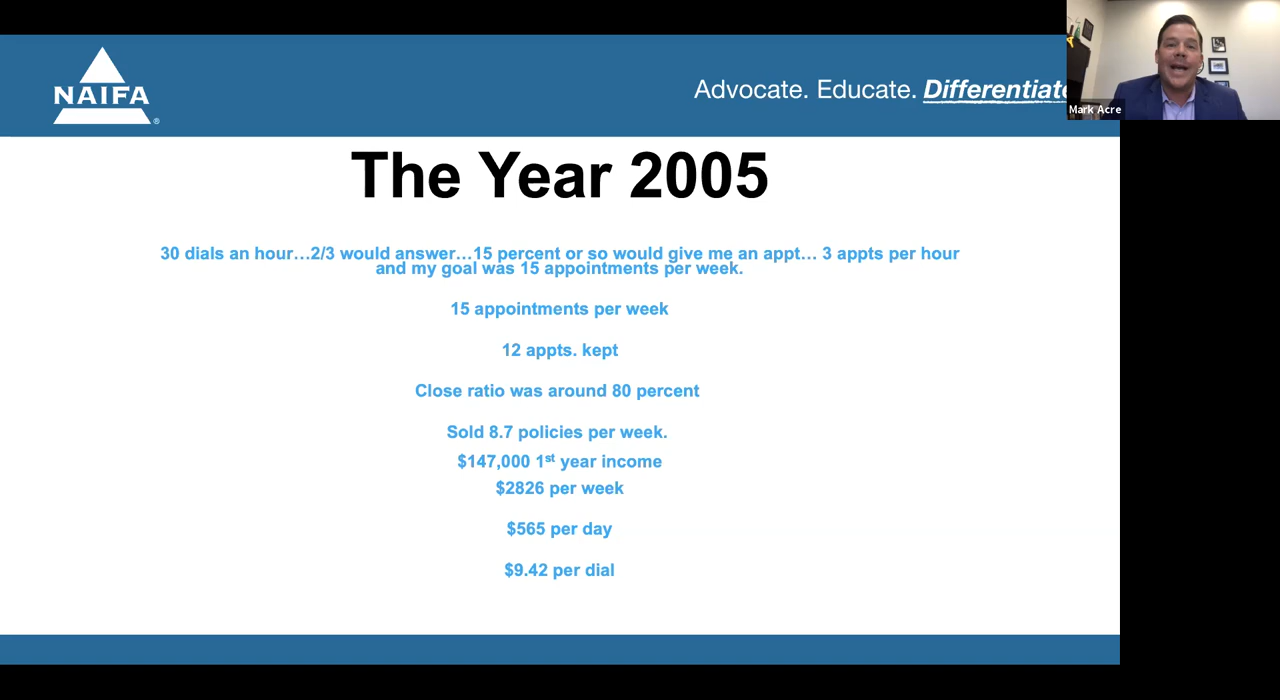 NAIFA
®
Advocate. Educate. Differentiate
Mark Acre
The Year 2005
30 dials an hour…2/3 would answer…15 percent or so would give me an appt… 3 appts per hour
and my goal was 15 appointments per week.
15 appointments per week
12 appts. kept
Close ratio was around 80 percent
Sold 8.7 policies per week.
$147,000 1st year income
$2826 per week
$565 per day
$9.42 per dial